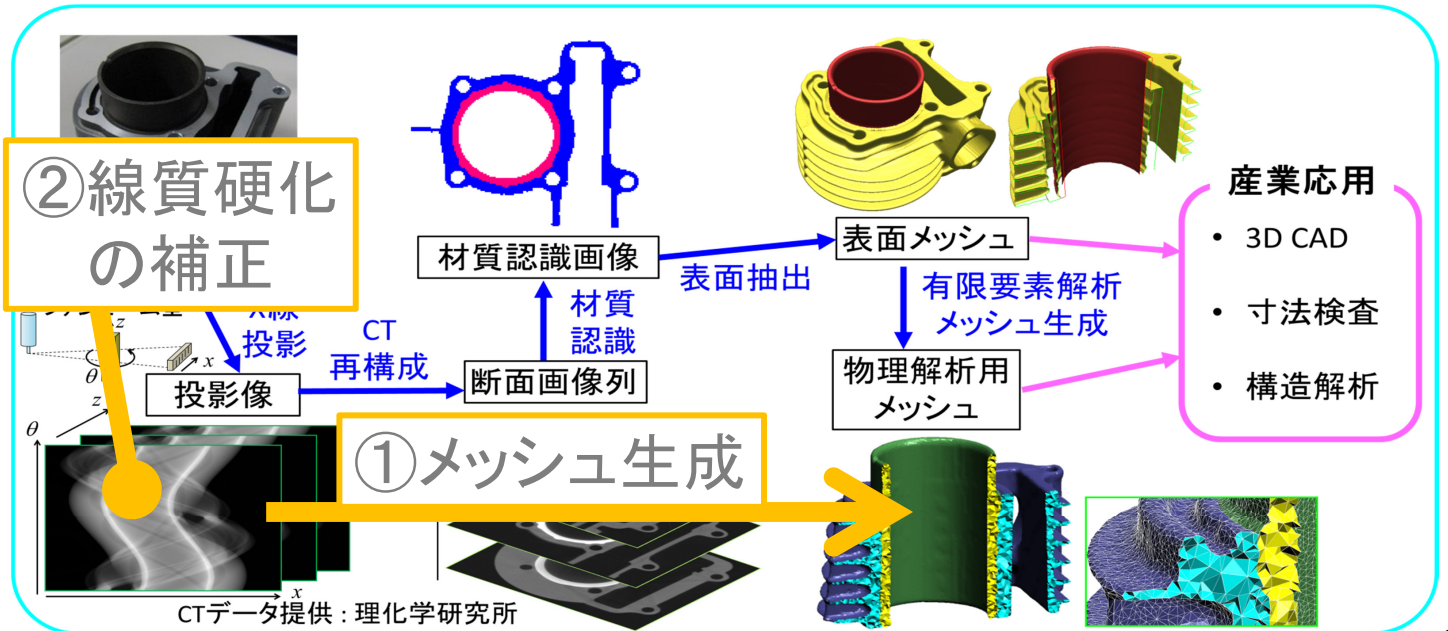 ②線質硬化
の補正
z
x
θ
z
投影
投影像
CT
再構成
断面画像列
材質
認識
材質認識画像
表面抽出
表面メッシュ
有限要素解析
メッシュ生成
物理解析用
メッシュ
産業応用
• 3D CAD
• 寸法検査
• 構造解析
θ
①メッシュ生成
x
CTデータ提供：理化学研究所